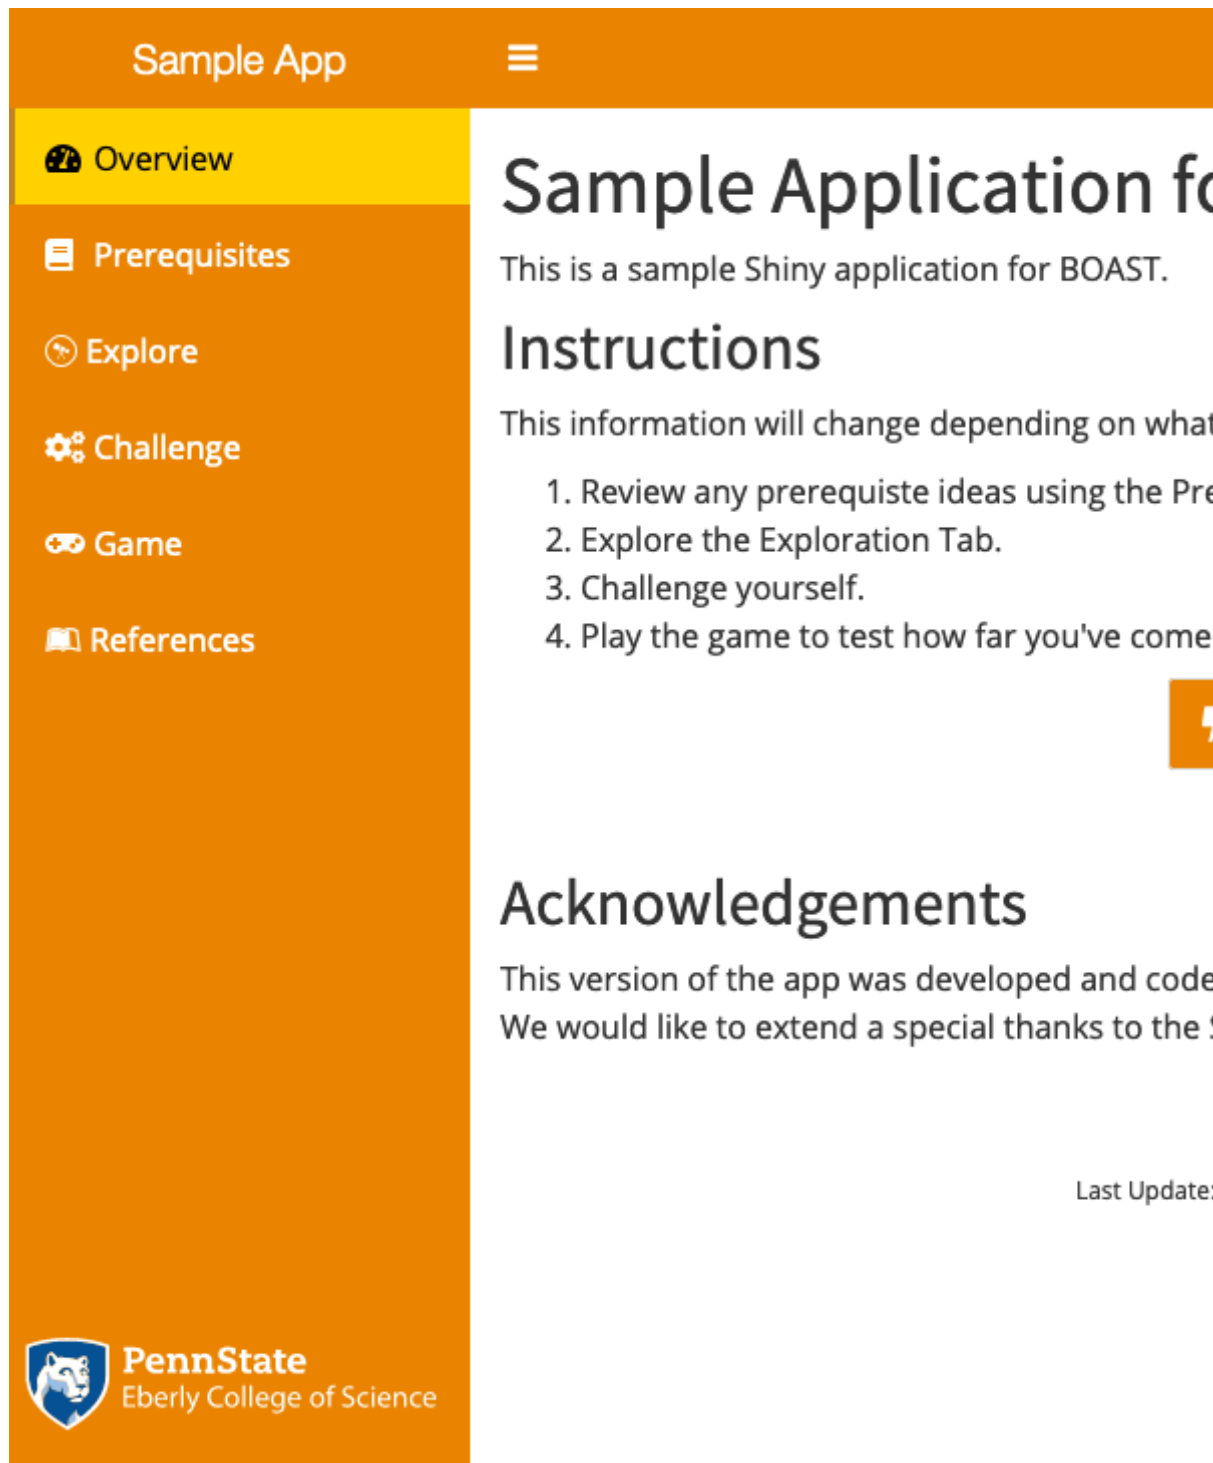 Sample App
Overview
Prerequisites
Explore
Challenge
Game
References
PennState
Eberly College of Science
Sample Application
This is a sample Shiny application for BOAST.
Instructions
This information will change depending on what
1. Review any prerequiste ideas using the
2. Explore the Exploration Tab.
3. Challenge yourself.
4. Play the game to test how far you've come
Acknowledgements
This version of the app was developed and
We would like to extend a special thanks to the
Last Update: